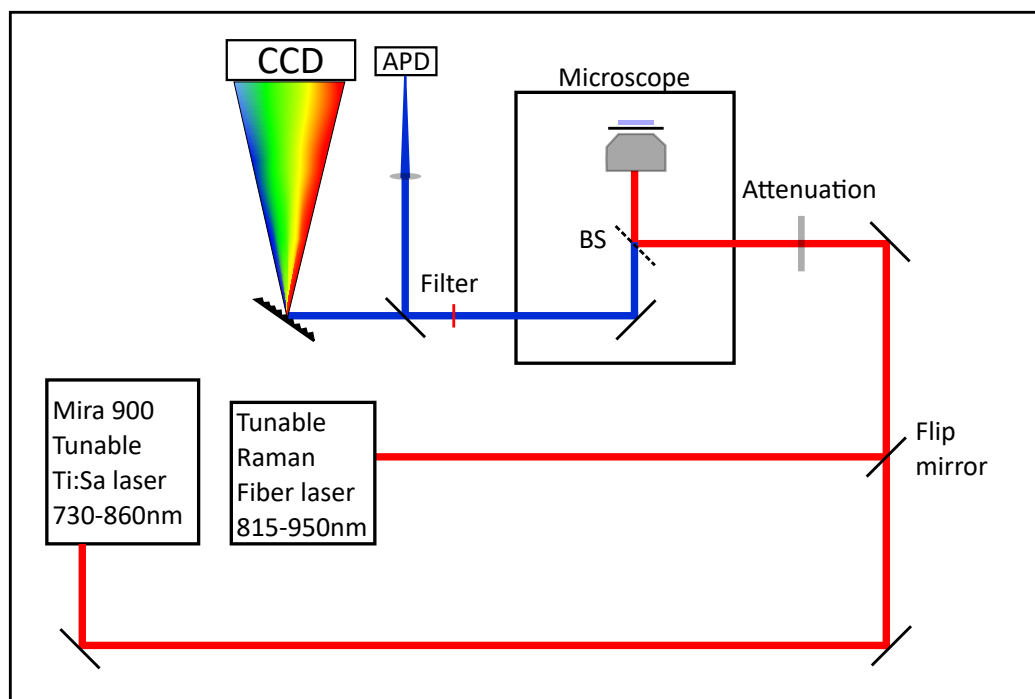 CCD
APD
Microscope
Attenuation
BS
Filter
Mira 900
Tunable
Ti:Sa laser
730-860nm
Tunable
Raman
Fiber laser
815-950nm
Flip
mirror